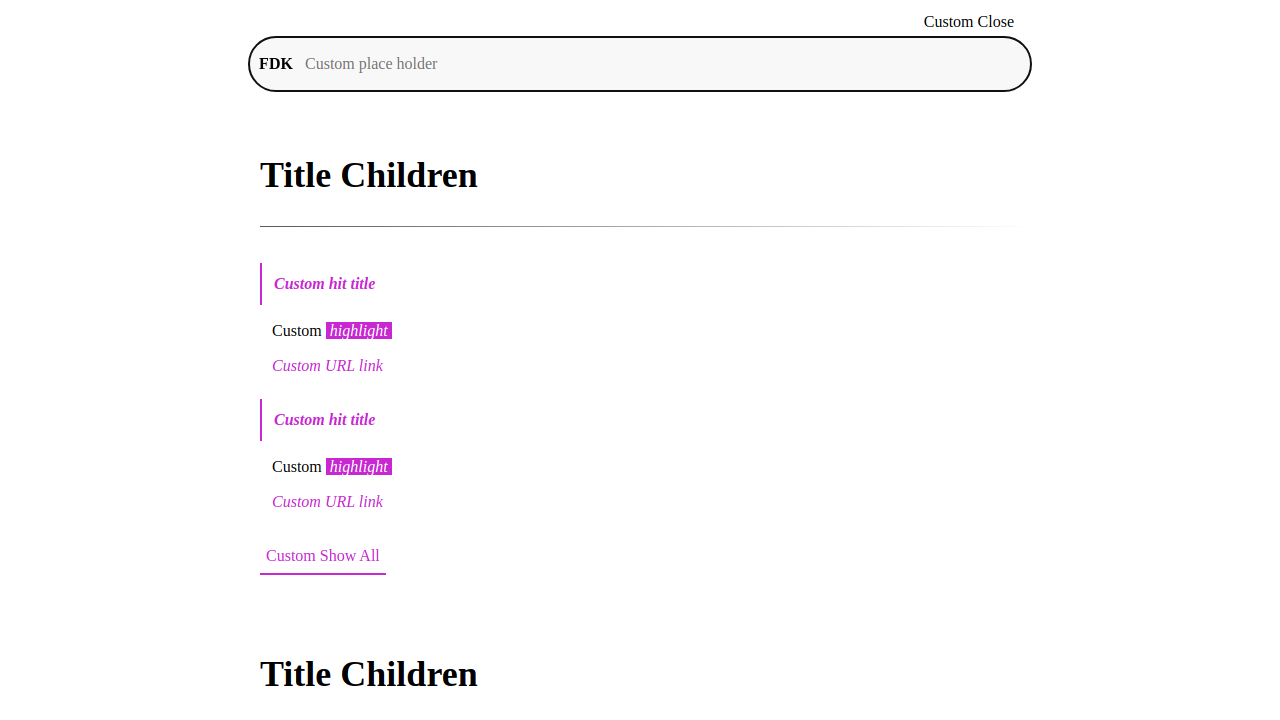 Custom Close
FDK Custom place holder
Title Children
Custom hit title
Custom highlight
Custom URL link
Custom hit title
Custom highlight
Custom URL link
Custom Show All
Title Children